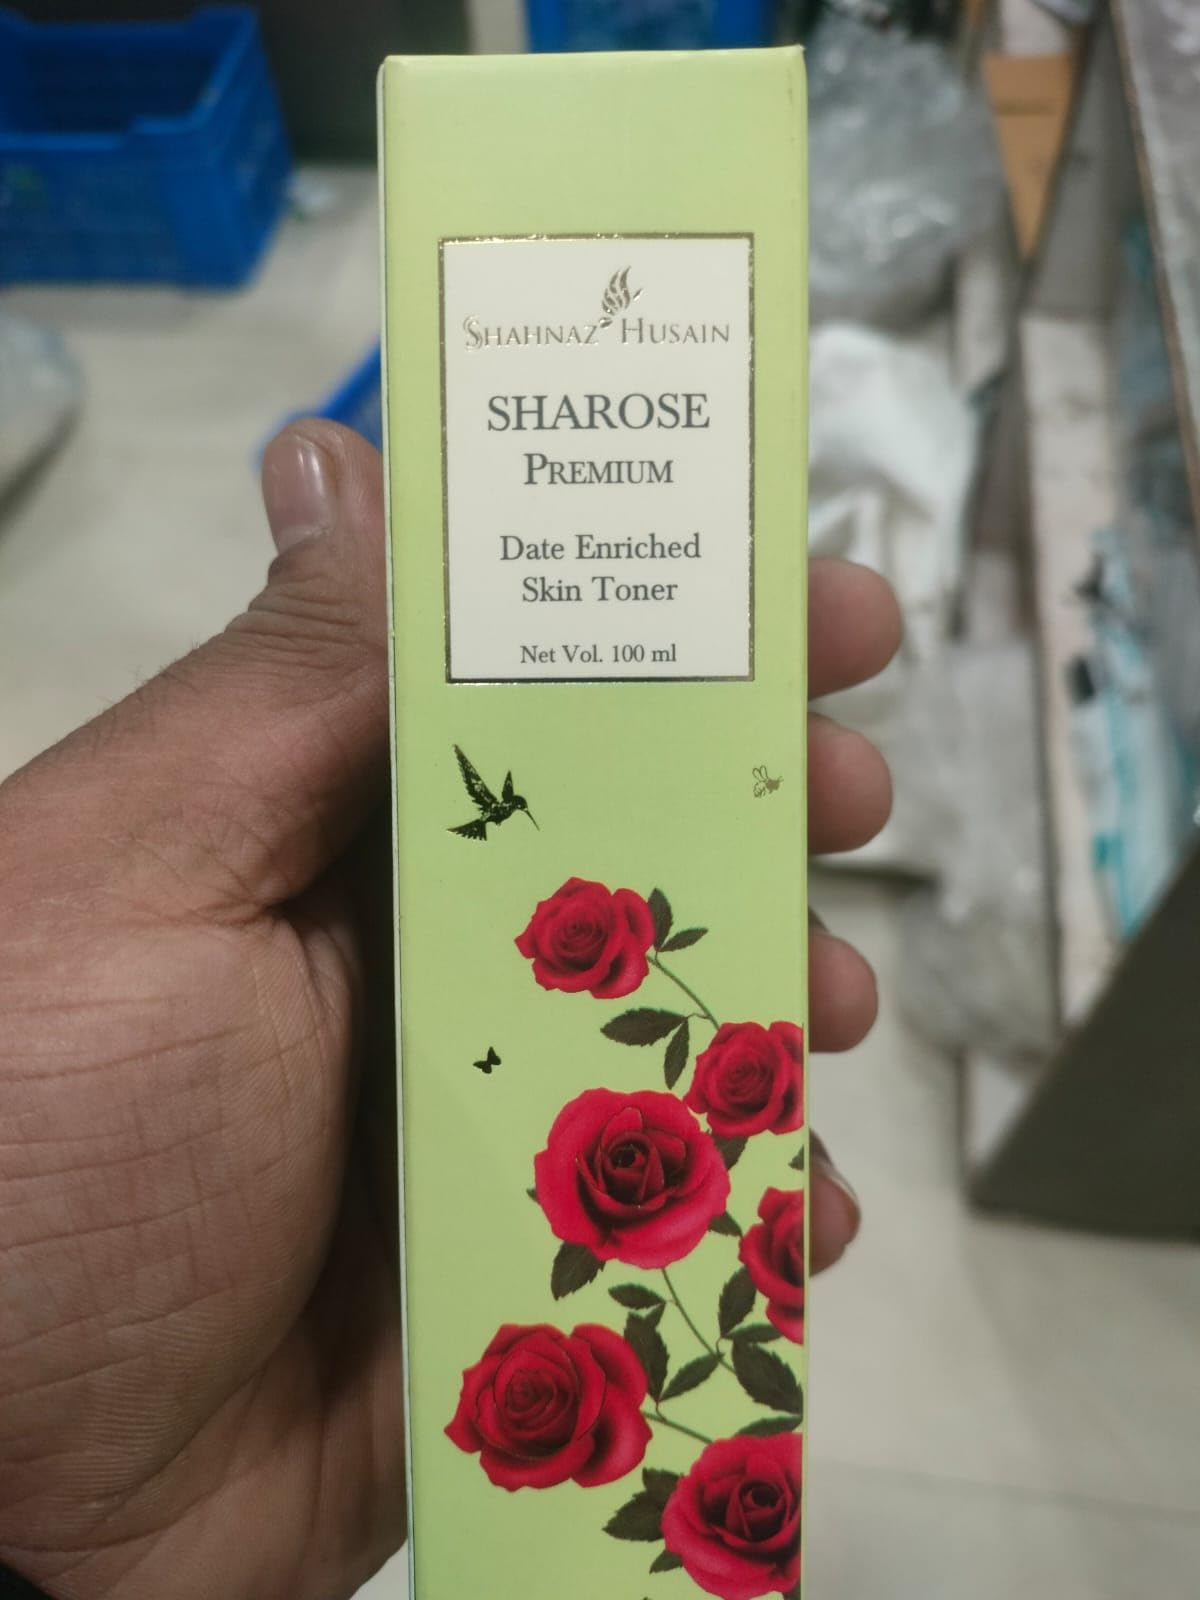 SHAHNAZ HUSAIN
SHAROSE
PREMIUM
Date Enriched
Skin Toner
Net Vol. 100 ml